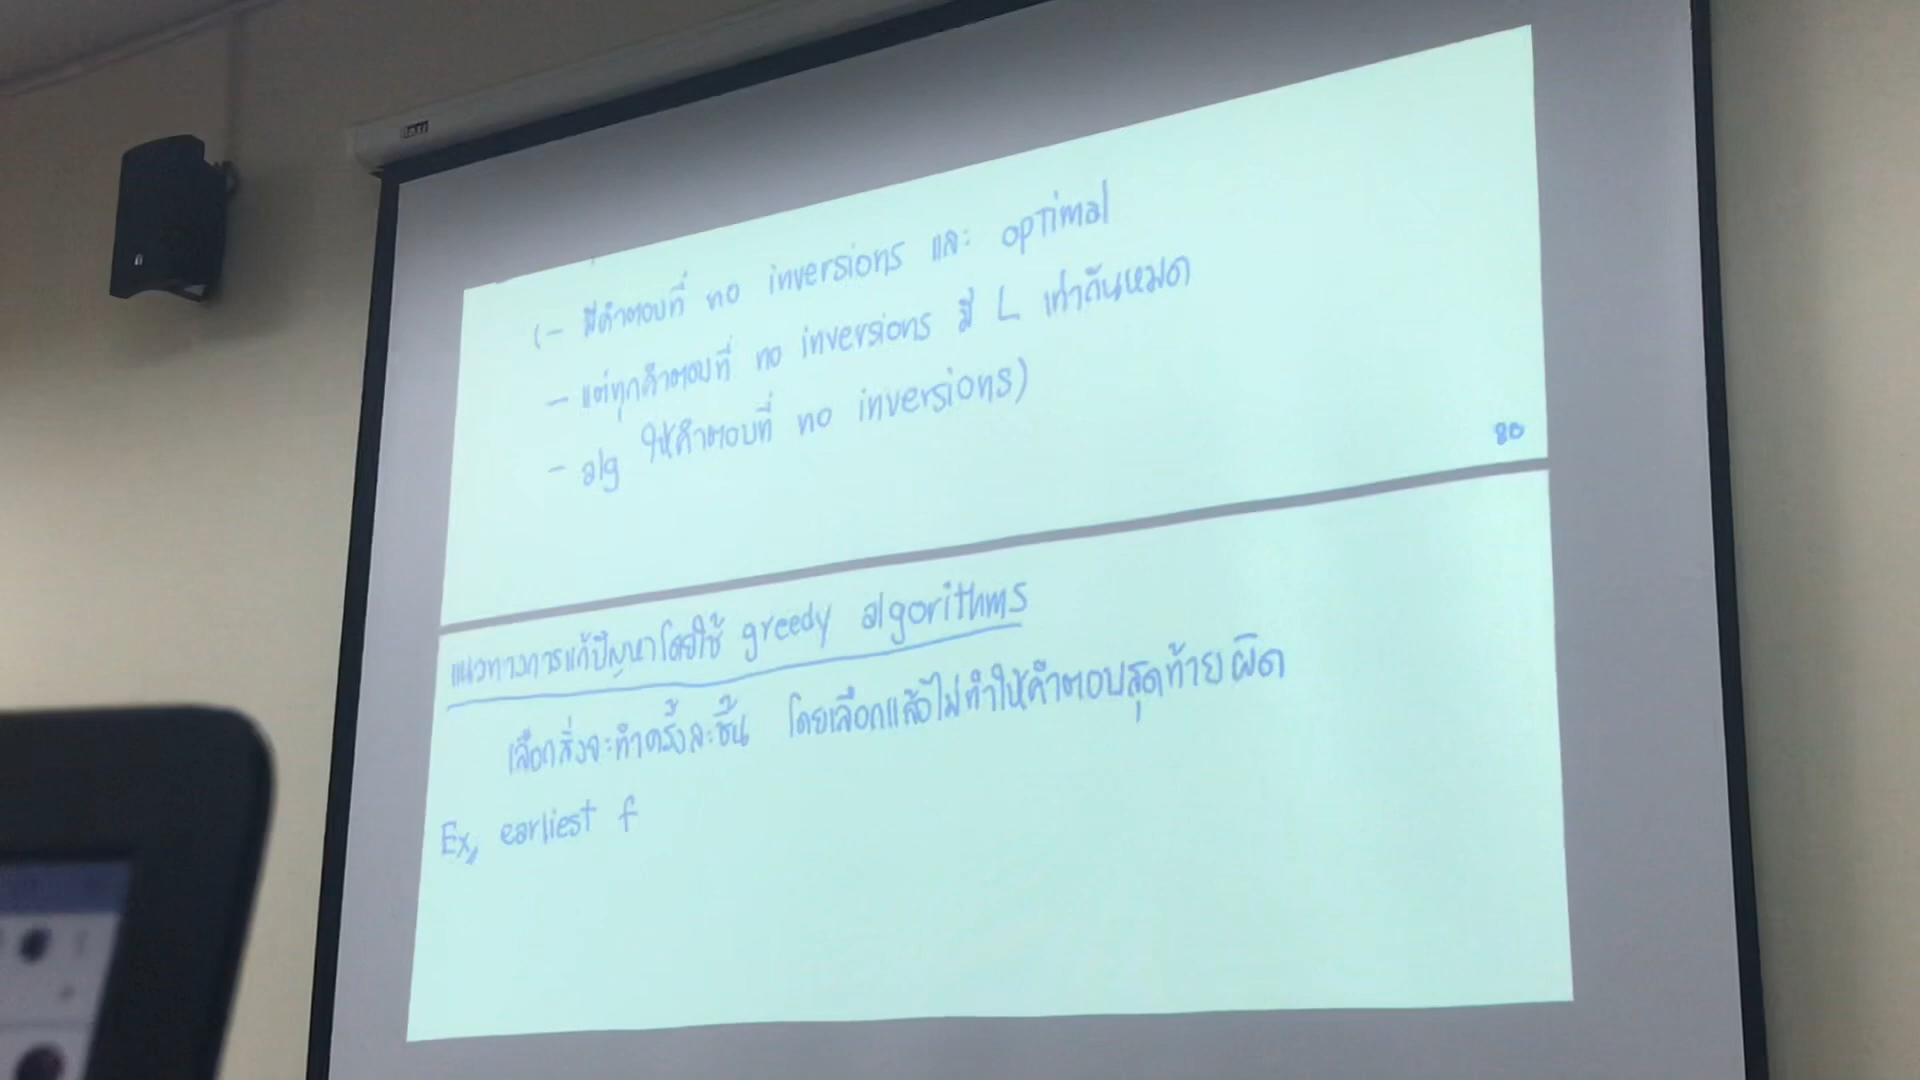 (- มีคำตอบที่ no inversions และ optimal
- แต่ทุกคำตอบที่ no inversions มี L เท่ากันหมด
- alg ให้คำตอบที่ no inversions)
80
แนวทางการแก้ปัญหาโดยใช้ greedy algorithms
เลือกสิ่งจะทำครั้งละชิ้น โดยเลือกแล้วไม่ทำให้คำตอบสุดท้ายผิด
Ex, earliest f